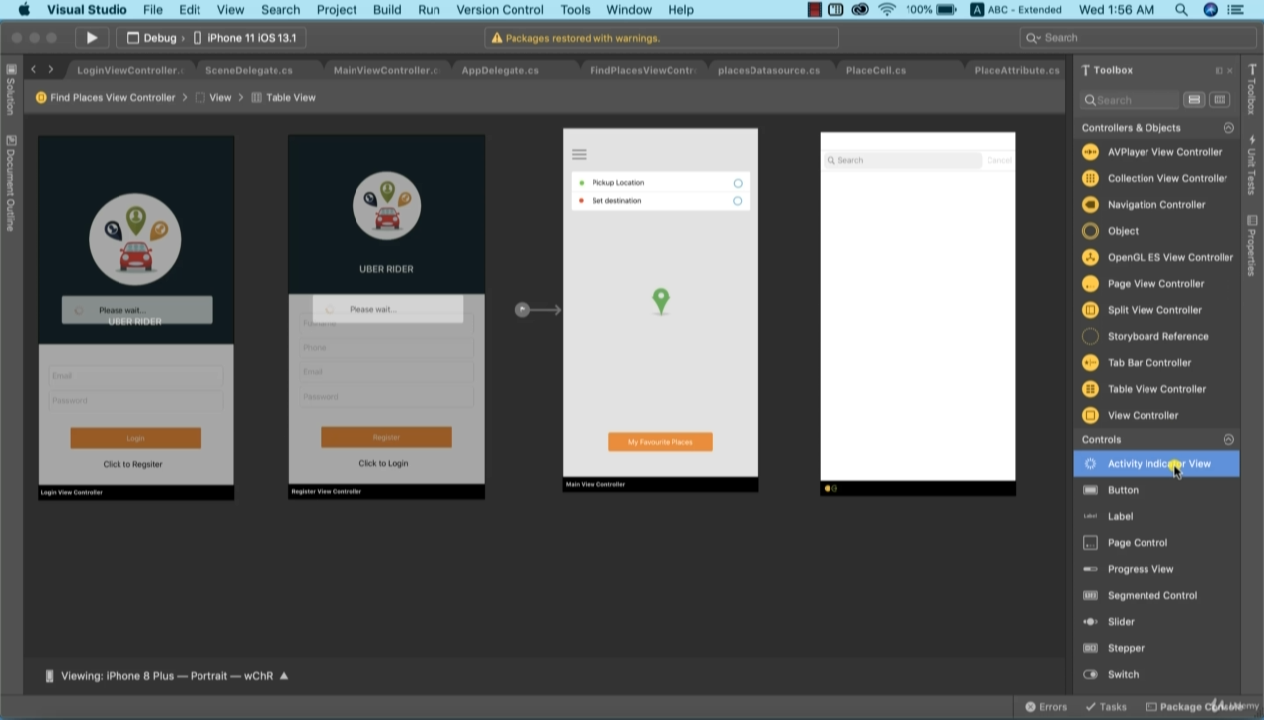 Visual Studio File Edit View Search Project Build Run Version Control Tools Window Help 100% A ABC - Extended Wed 1:56 AM
Debug › iPhone 11 iOS 13.1
Packages restored with warnings.
Search
LoginViewController.c
SceneDelegate.cs
MainViewController.c
AppDelegate.cs
FindPlacesViewContr
placesDatasource.cs
PlaceCell.cs
PlaceAttribute.cs
Find Places View Controller > View > Table View
Solution
Document Outline
Please wait...
UBER RIDER
Email
Password
Login
Click to Regsiter
Login View Controller
UBER RIDER
Please wait...
Phone
Email
Password
Register
Click to Login
Register View Controller
Pickup Location
Set destination
My Favourite Places
Main View Controller
Search
Cancel
Toolbox
Search
Controllers & Objects
AVPlayer View Controller
Collection View Controller
Navigation Controller
Object
OpenGL ES View Controller
Page View Controller
Split View Controller
Storyboard Reference
Tab Bar Controller
Table View Controller
View Controller
Controls
Activity Indicator View
Button
Label
Page Control
Progress View
Segmented Control
Slider
Stepper
Switch
Toolbox
Unit Tests
Properties
Viewing: iPhone 8 Plus — Portrait — wChR
Errors
Tasks
Package Console